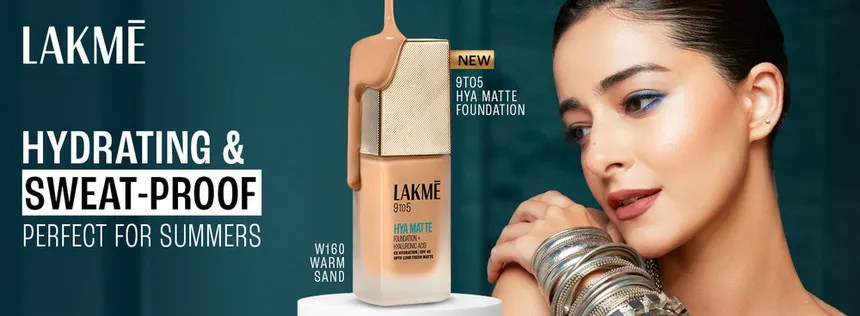 LAKMĒ
HYDRATING &
SWEAT-PROOF
PERFECT FOR SUMMERS
W160
WARM
SAND
LAKMĒ
9TO5
HYA MATTE
FOUNDATION +
HYALURONIC ACID
NEW
9TO5
HYA MATTE
FOUNDATION